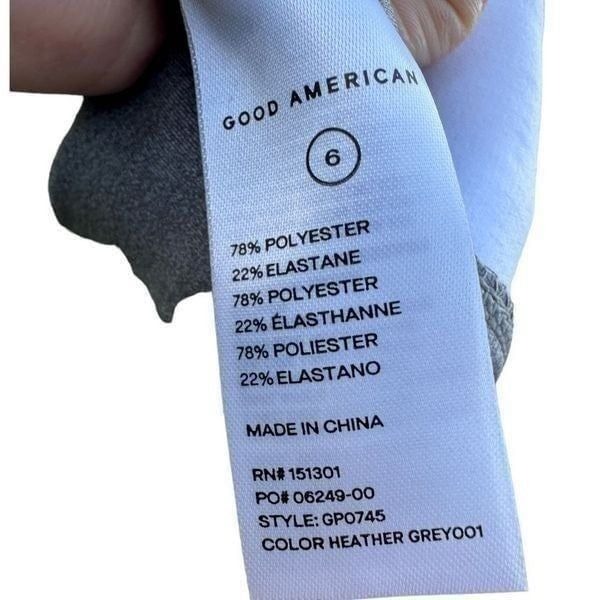 GOOD AMERICAN
6
78% POLYESTER
22% ELASTANE
78% POLYESTER
22% ÉLASTHANNE
78% POLIESTER
22% ELASTANO
MADE IN CHINA
RN# 151301
PO# 06249-00
STYLE: GP0745
COLOR HEATHER GREY001